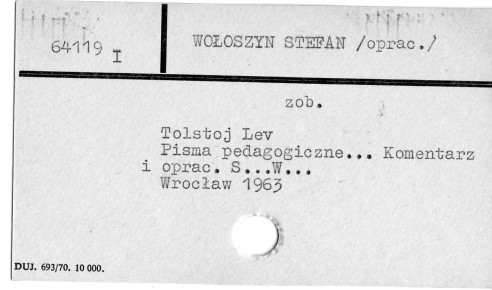 64119 I
WOŁOSZYN STEFAN /oprac./
zob.
Tolstoj Lev
Pisma pedagogiczne... Komentarz
i oprac. S...W...
Wrocław 1963
DUJ. 693/70. 10 000.